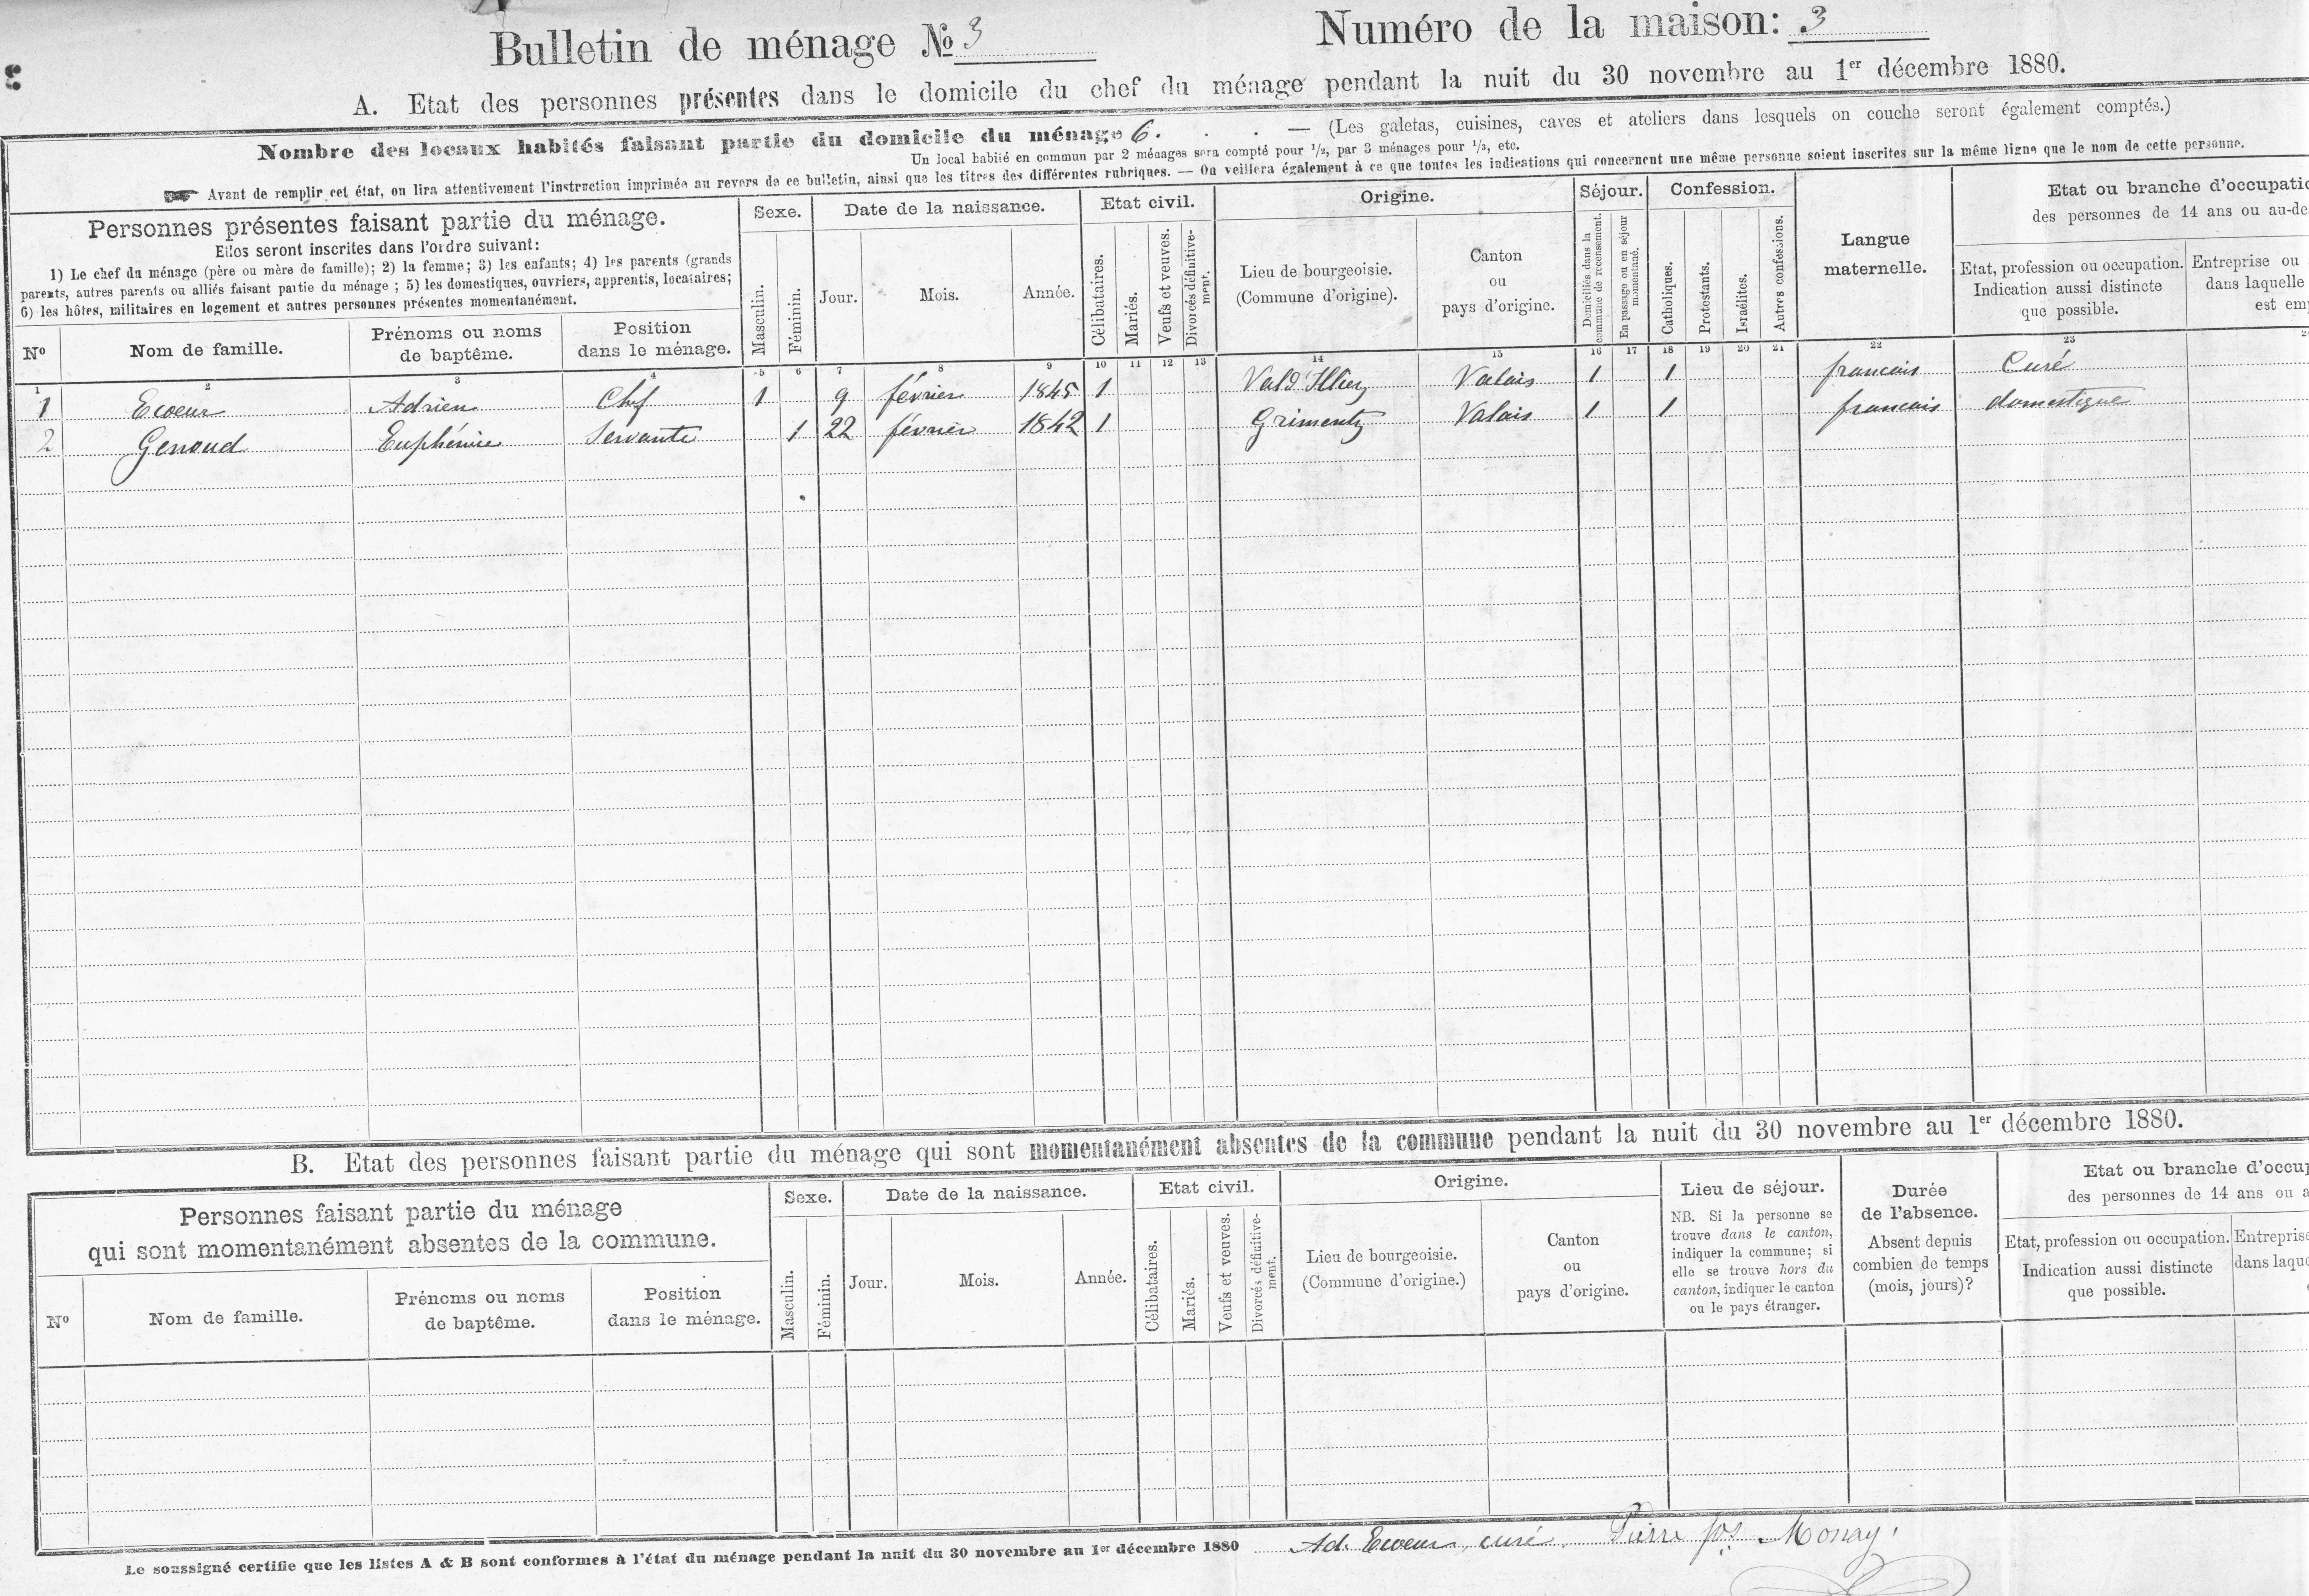 Bulletin de ménage № 3 Numéro de la maison: 3
A. Etat des personnes présentes dans le domicile du chef du ménage pendant la nuit du 30 novembre au 1er décembre 1880.
Nombre des locaux habités faisant partie du domicile du ménage 6. . . — (Les galetas, cuisines, caves et ateliers dans lesquels on couche seront également comptés.)
Un local habité en commun par 2 ménages sera compté pour 1/2, par 3 ménages pour 1/3, etc.
Avant de remplir cet état, on lira attentivement l'instruction imprimée au revers de ce bulletin, ainsi que les titres des différentes rubriques. — On veillera également à ce que toutes les indications qui concernent une même personne soient inscrites sur la même ligne que le nom de cette personne.
Personnes présentes faisant partie du ménage.
Elles seront inscrites dans l'ordre suivant:
1) Le chef du ménage (père ou mère de famille); 2) la femme; 3) les enfants; 4) les parents (grands
parents, autres parents ou alliés faisant partie du ménage ; 5) les domestiques, ouvriers, apprentis, locataires;
6) les hôtes, militaires en logement et autres personnes présentes momentanément.
Nº
Nom de famille.
Prénoms ou noms
de baptême.
Position
dans le ménage.
Sexe.
Masculin.
Féminin.
Date de la naissance.
Jour.
Mois.
Année.
Etat civil.
Célibataires.
Mariés.
Veufs et veuves.
Divorcés définitive-
ment.
Origine.
Lieu de bourgeoisie.
(Commune d'origine).
Canton
ou
pays d'origine.
Séjour.
Domiciliés dans la
commune de recensement.
En passage ou en séjour
momentané.
Confession.
Catholiques.
Protestants.
Israélites.
Autres confessions.
Langue
maternelle.
Etat ou branche d'occupatio
des personnes de 14 ans ou au-de
Etat, profession ou occupation.
Indication aussi distincte
que possible.
Entreprise ou
dans laquelle
est emp
1 2 3 4 5 6 7 8 9 10 11 12 13 14 15 16 17 18 19 20 21 22 23
1 Ecoeur Adrien Chef 1 9 février 1845 1 Val d'Illiez Valais 1 1 francais Curé
2 Genoud Euphémie Servante 1 22 février 1842 1 Grimentz Valais 1 1 francais domestique
B. Etat des personnes faisant partie du ménage qui sont momentanément absentes de la commune pendant la nuit du 30 novembre au 1er décembre 1880.
Personnes faisant partie du ménage
qui sont momentanément absentes de la commune.
Nº
Nom de famille.
Prénoms ou noms
de baptême.
Position
dans le ménage.
Sexe.
Masculin.
Féminin.
Date de la naissance.
Jour.
Mois.
Année.
Etat civil.
Célibataires.
Mariés.
Veufs et veuves.
Divorcés définitive-
ment.
Origine.
Lieu de bourgeoisie.
(Commune d'origine.)
Canton
ou
pays d'origine.
Lieu de séjour.
NB. Si la personne se
trouve dans le canton,
indiquer la commune; si
elle se trouve hors du
canton, indiquer le canton
ou le pays étranger.
Durée
de l'absence.
Absent depuis
combien de temps
(mois, jours)?
Etat ou branche d'occup
des personnes de 14 ans ou a
Etat, profession ou occupation.
Indication aussi distincte
que possible.
Entreprise
dans laque
Le soussigné certifie que les listes A & B sont conformes à l'état du ménage pendant la nuit du 30 novembre au 1er décembre 1880 Ad. Ecoeur, curé. Pierre Jos. Monay.